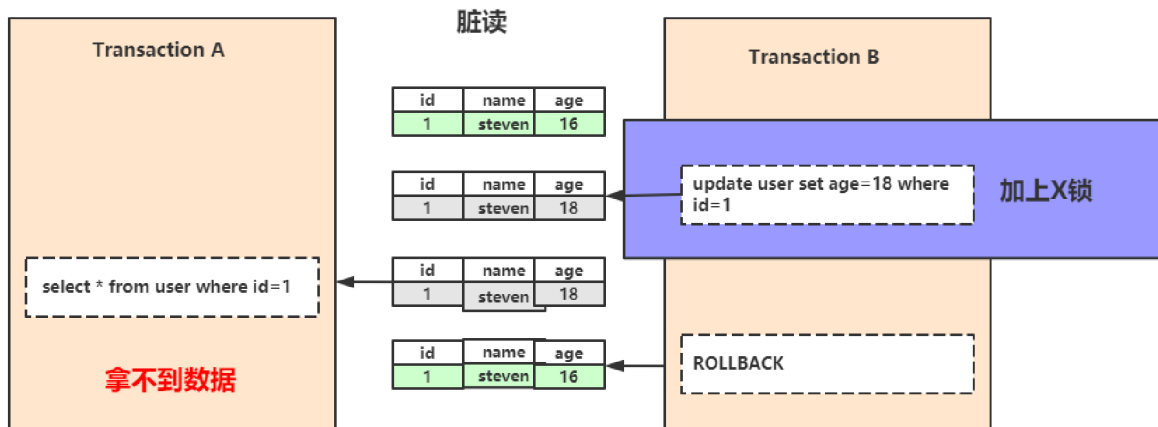 脏读
Transaction A
Transaction B
id name age
1 steven 16
update user set age=18 where
id=1
加上X锁
id name age
1 steven 18
select * from user where id=1
id name age
1 steven 18
id name age
1 steven 16
ROLLBACK
拿不到数据